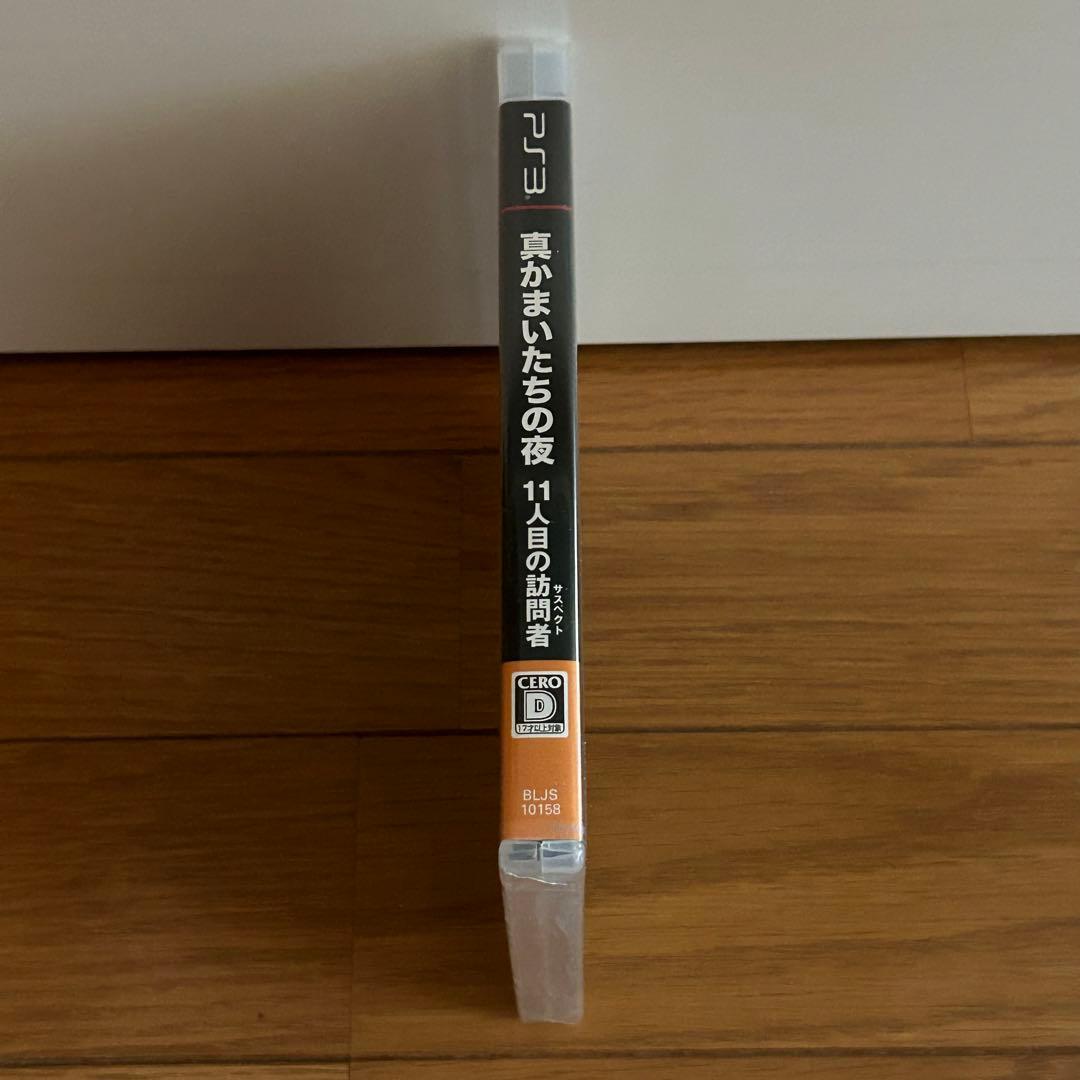 PS3
真かまいたちの夜
11人目の訪問者
サスペクト
CERO
D
17才以上対象
BLJS
10158